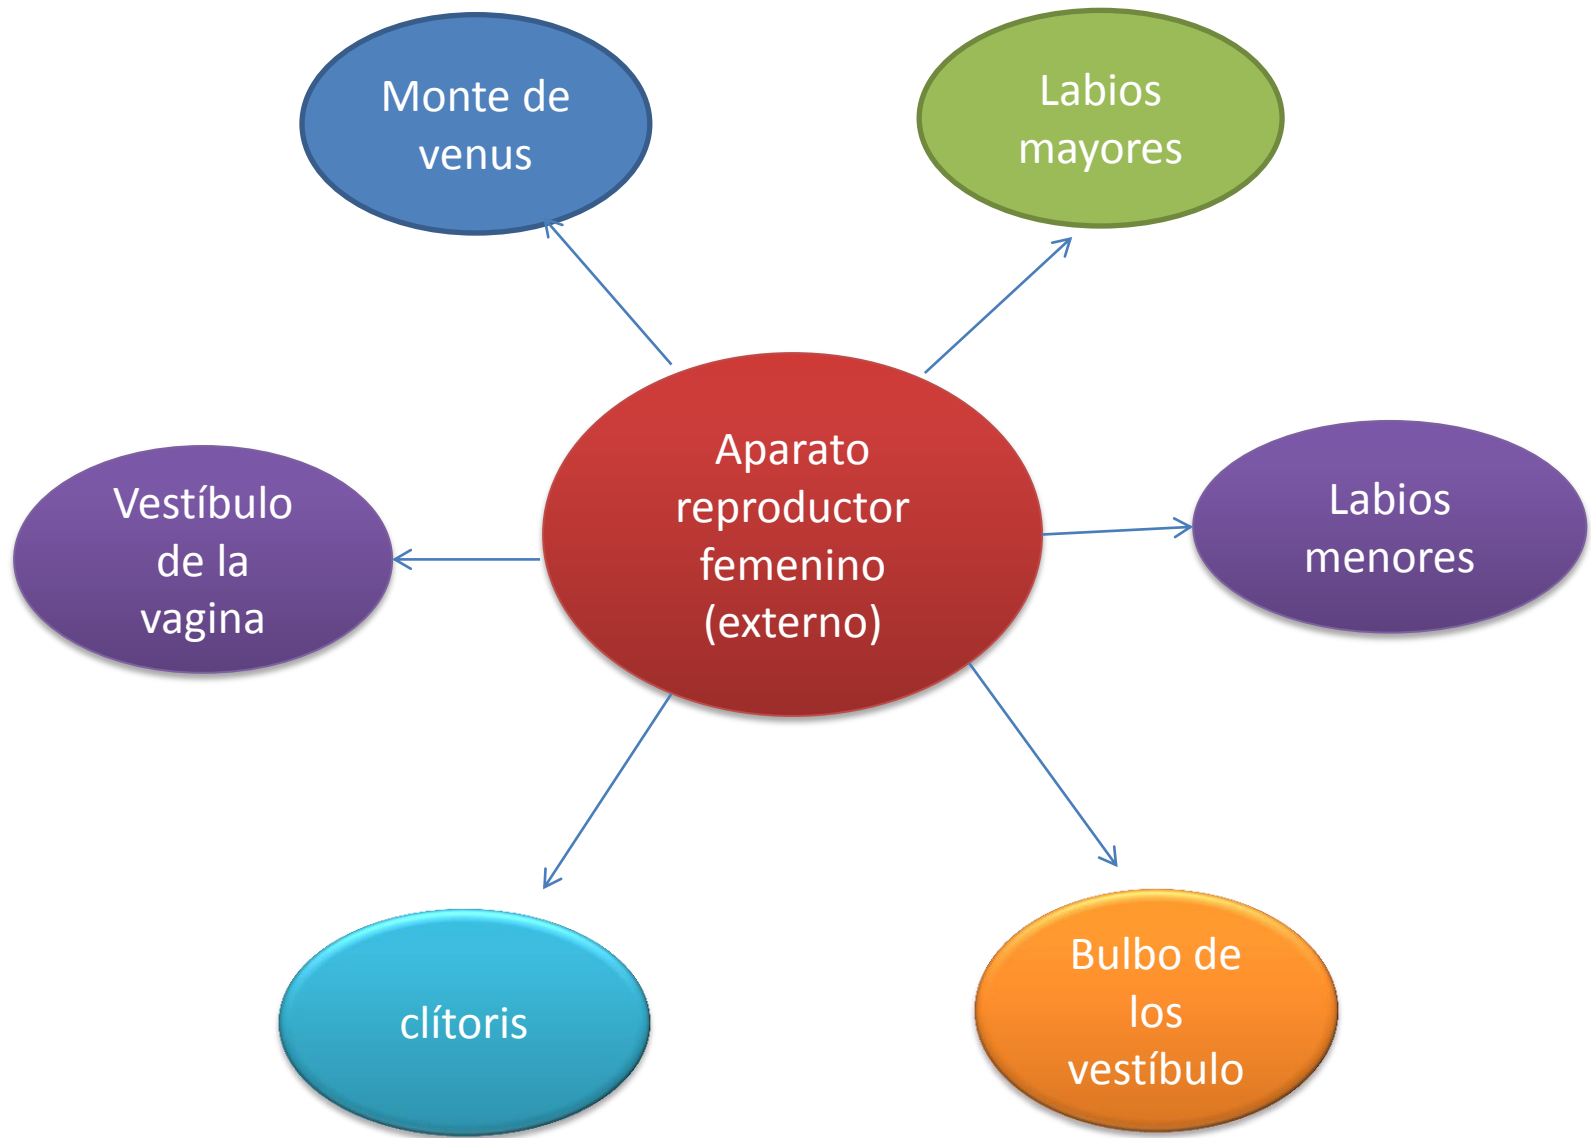 Monte de
venus
Labios
mayores
Aparato
reproductor
femenino
(externo)
Vestíbulo
de la
vagina
Labios
menores
clítoris
Bulbo de
los
vestíbulo